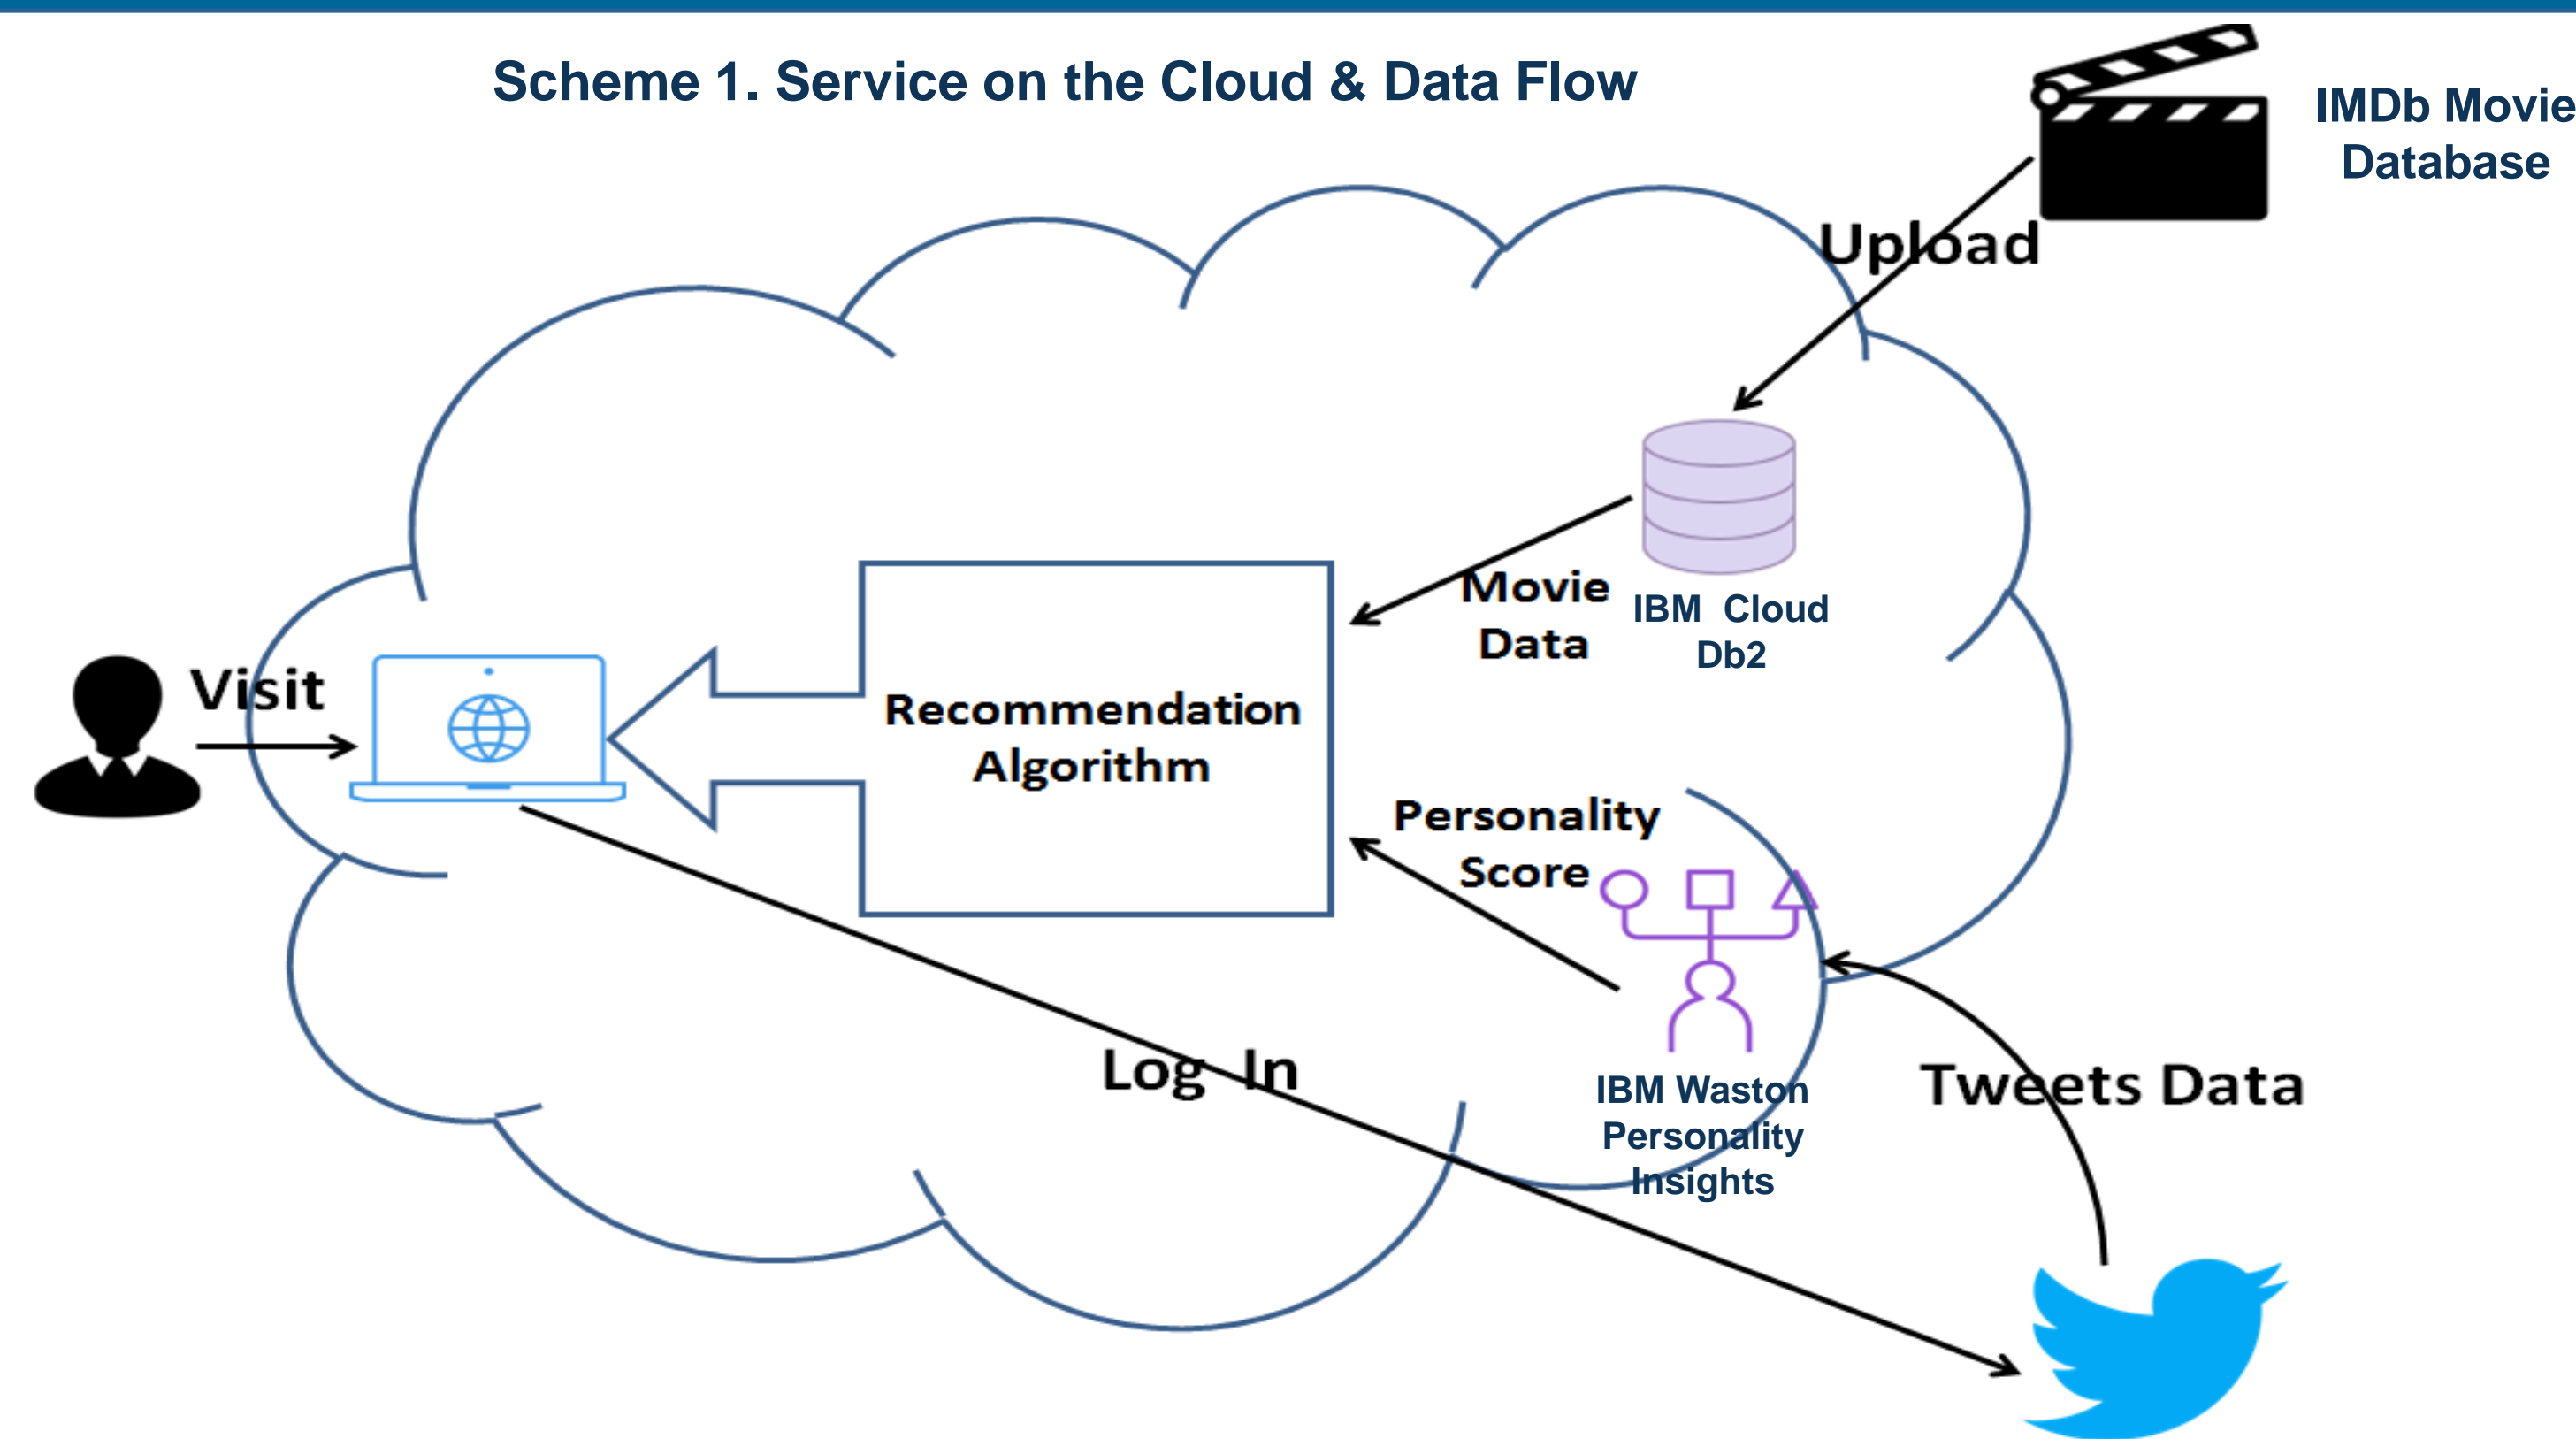 Scheme 1. Service on the Cloud & Data Flow
IMDb Movie
Database
Upload
Movie
Data
IBM Cloud
Db2
Visit
Recommendation
Algorithm
Personality
Score
Log In
IBM Waston
Personality
Insights
Tweets Data